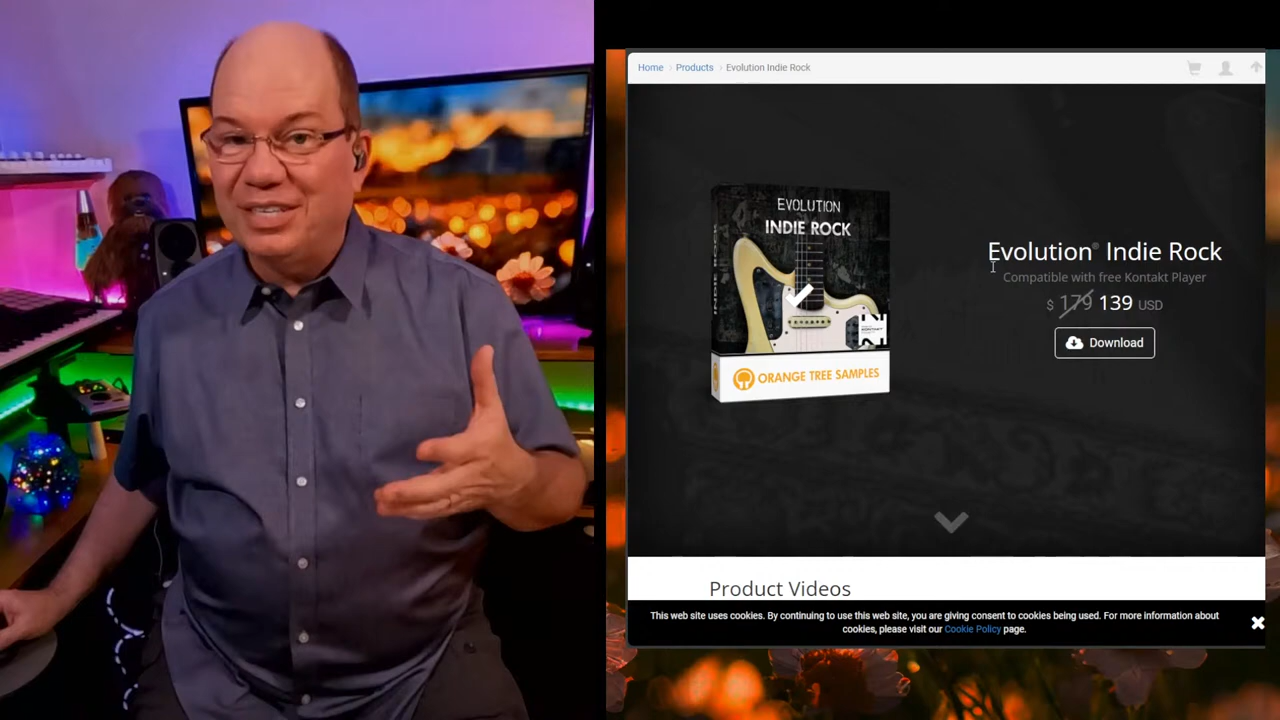 Home > Products > Evolution Indie Rock
EVOLUTION
INDIE ROCK
ORANGE TREE SAMPLES
Evolution® Indie Rock
Compatible with free Kontakt Player
$ 179 139 USD
Download
Product Videos
This web site uses cookies. By continuing to use this web site, you are giving consent to cookies being used. For more information about
cookies, please visit our Cookie Policy page.